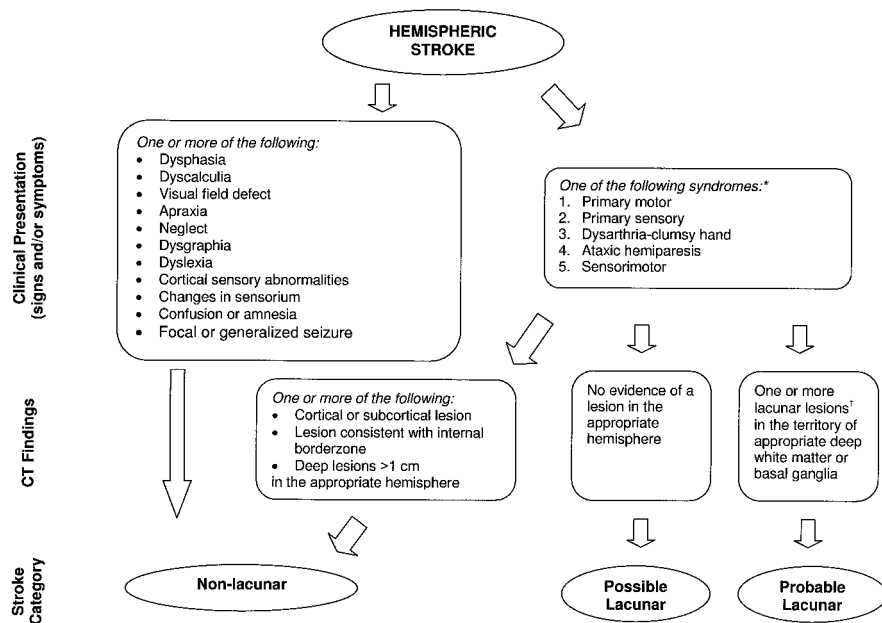 HEMISPHERIC
STROKE
Clinical Presentation
(signs and/or symptoms)
One or more of the following:
• Dysphasia
• Dyscalculia
• Visual field defect
• Apraxia
• Neglect
• Dysgraphia
• Dyslexia
• Cortical sensory abnormalities
• Changes in sensorium
• Confusion or amnesia
• Focal or generalized seizure
One of the following syndromes:*
1. Primary motor
2. Primary sensory
3. Dysarthria-clumsy hand
4. Ataxic hemiparesis
5. Sensorimotor
CT Findings
One or more of the following:
• Cortical or subcortical lesion
• Lesion consistent with internal
borderzone
• Deep lesions >1 cm
in the appropriate hemisphere
No evidence of a
lesion in the
appropriate
hemisphere
One or more
lacunar lesions†
in the territory of
appropriate deep
white matter or
basal ganglia
Stroke
Category
Non-lacunar
Possible
Lacunar
Probable
Lacunar